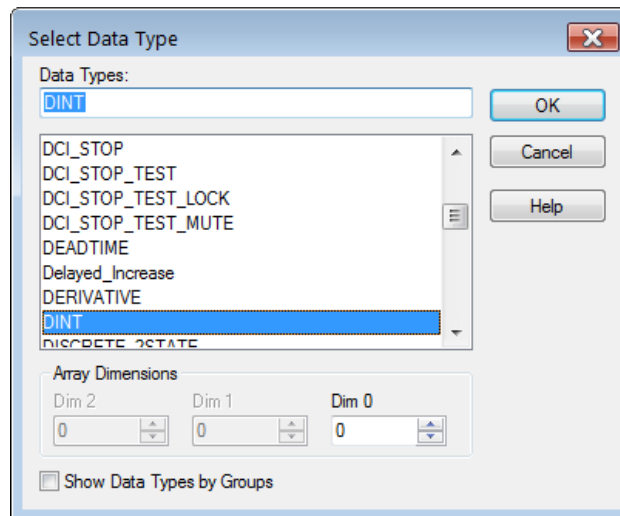 Select Data Type
Data Types:
DINT
OK
DCI_STOP
DCI_STOP_TEST
DCI_STOP_TEST_LOCK
DCI_STOP_TEST_MUTE
DEADTIME
Delayed_Increase
DERIVATIVE
DINT
DISCRETE_2STATE
Cancel
Help
Array Dimensions
Dim 2 Dim 1 Dim 0
0 0 0
Show Data Types by Groups